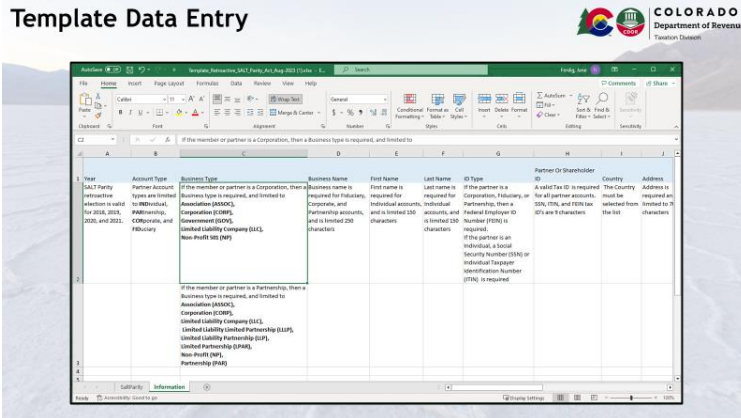 Template Data Entry
COLORADO
Department of Revenu
Taxation Division
AutoSave
Template_Retroactive_SALT_Parity_Act_Aug-2023 (1).xlsx - E...
Search
Fendig, Jane
File Home Insert Page Layout Formulas Data Review View Help
Comments Share
Paste
Calibri 11
Wrap Text
General
Merge & Center
Conditional Formatting
Format as Table
Cell Styles
Insert Delete Format
AutoSum
Fill
Clear
Sort & Filter
Find & Select
Sensitivity
Clipboard Font Alignment Number Styles Cells Editing Sensitivity
C2
If the member or partner is a Corporation, then a Business type is required, and limited to
A B C D E F G H I J
1 Year
Account Type
Business Type
Business Name
First Name
Last Name
ID Type
Partner Or Shareholder
ID
Country
Address
SALT Parity
retroactive
election is valid
for 2018, 2019,
2020, and 2021.
Partner Account
types are limited
to INDividual,
PARtnership,
CORporate, and
FIDuciary
If the member or partner is a Corporation, then a
Business type is required, and limited to
Association (ASSOC),
Corporation (CORP),
Government (GOV),
Limited Liability Company (LLC),
Non-Profit Stt (NP)
Business name is
required for Fiduciary,
Corporate, and
Partnership accounts,
and is limited 250
characters
First name is
required for
Individual accounts,
and is limited 150
characters
Last name is
required for
Individual
accounts, and
is limited 150
characters
If the partner is a
Corporation, Fiduciary, or
Partnership, then a
Federal Employer ID
Number (FEIN) is
required.
If the partner is an
Individual, a Social
Security Number (SSN) or
Individual Taxpayer
Identification Number
(ITIN) is required
A valid Tax ID is required
for all partner accounts.
SSN, ITIN, and FEIN tax
ID's are 9 characters
The Country
must be
selected from
the list
Address is
required an
limited to
characters
2
If the member or partner is a Partnership, then a
Business type is required, and limited to
Association (ASSOC),
Corporation (CORP),
Limited Liability Company (LLC),
Limited Liability Limited Partnership (LLLP),
Limited Liability Partnership (LLP),
Limited Partnership (LPAR),
Non-Profit (NP),
Partnership (PAR)
3
4
5
SaltParity Information
Ready Accessibility: Good to go
Display Settings
100%